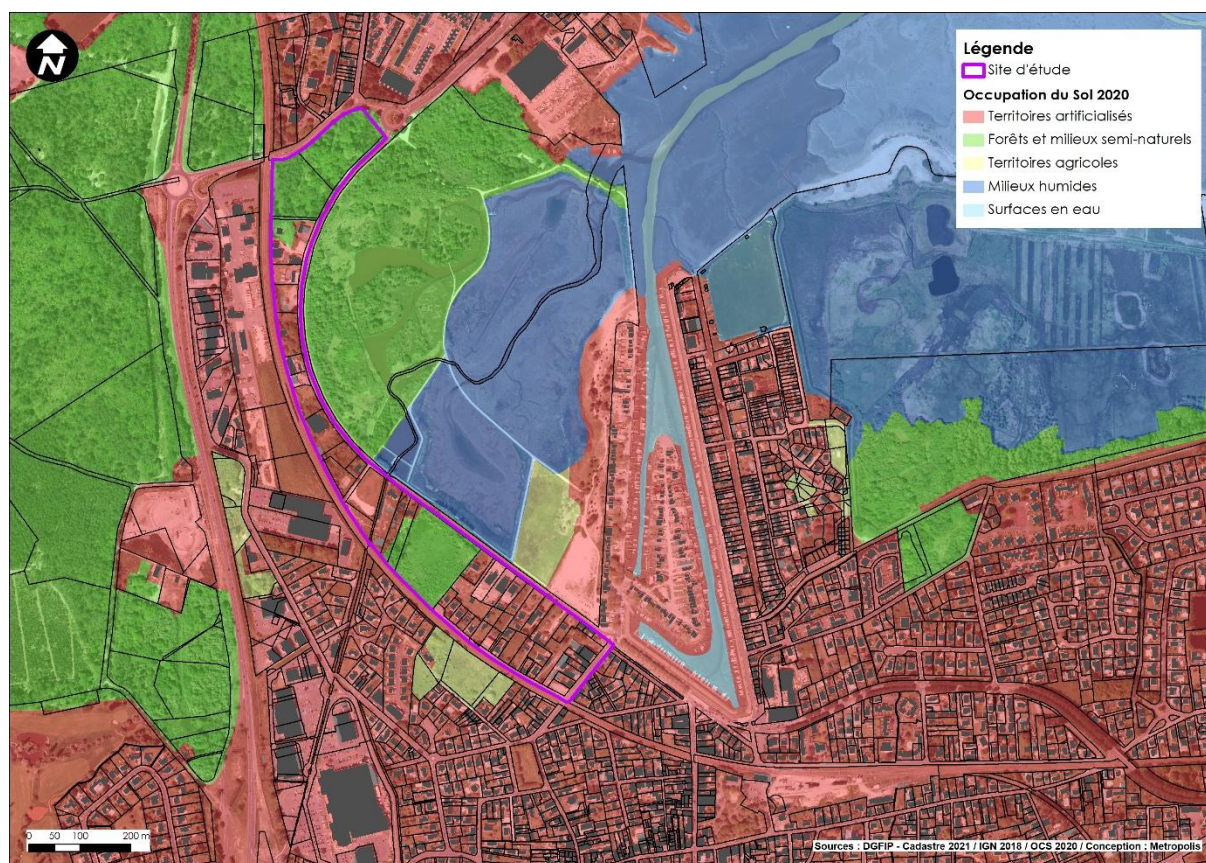 N
Légende
Site d'étude
Occupation du Sol 2020
Territoires artificialisés
Forêts et milieux semi-naturels
Territoires agricoles
Milieux humides
Surfaces en eau
0 50 100 200 m
Sources : DGFIP - Cadastre 2021 / IGN 2018 / OCS 2020 / Conception : Metropolis